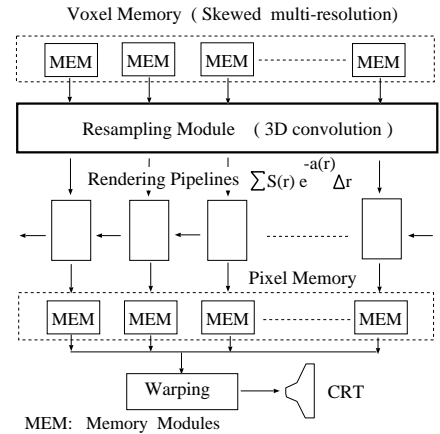 Voxel Memory ( Skewed multi-resolution)
MEM MEM MEM MEM
Resampling Module ( 3D convolution )
Rendering Pipelines ∑S(r) e^-a(r) Δr
Pixel Memory
MEM MEM MEM MEM
Warping CRT
MEM: Memory Modules